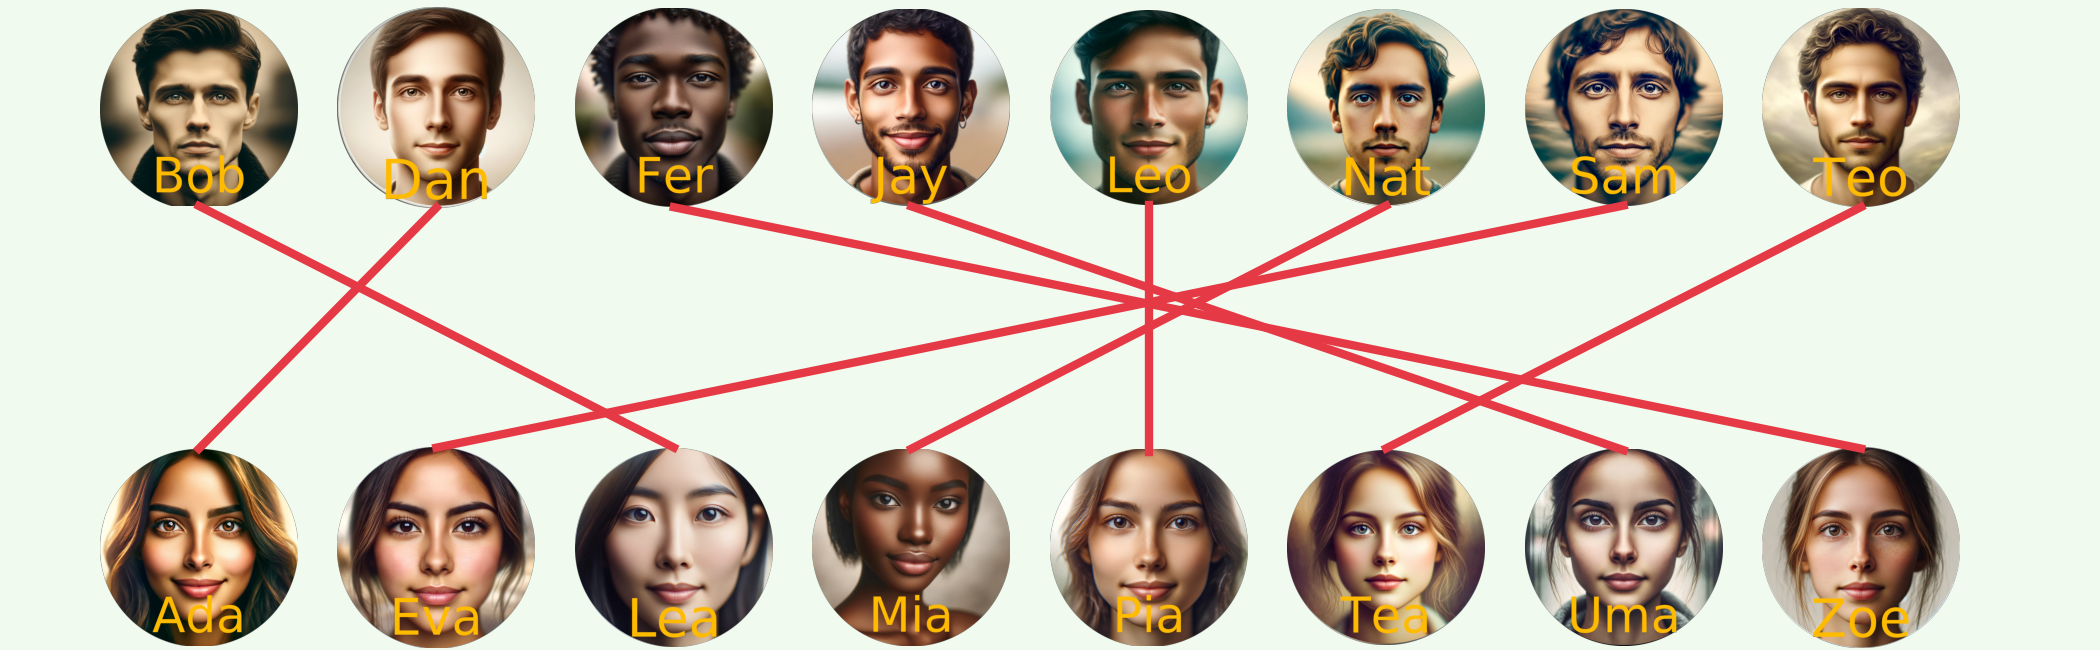 Bob Dan Fer Jay Leo Nat Sam Teo
Ada Eva Lea Mia Pia Tea Uma Zoe